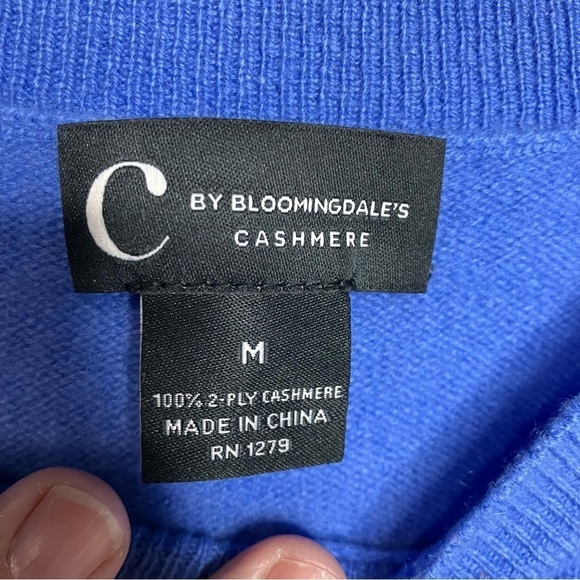 C
BY BLOOMINGDALE'S
CASHMERE
M
100% 2-PLY CASHMERE
MADE IN CHINA
RN 1279